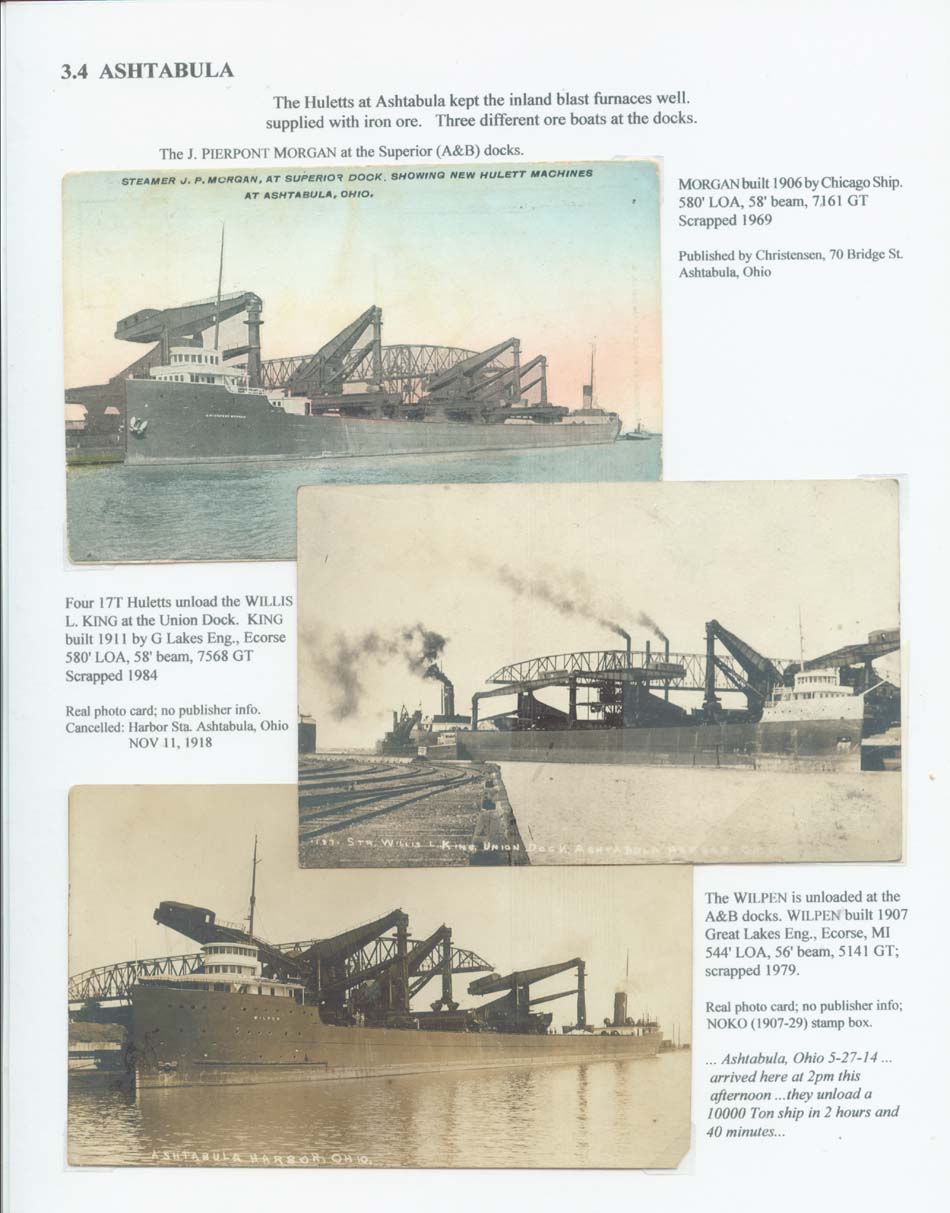 3.4 ASHTABULA
The Huletts at Ashtabula kept the inland blast furnaces well.
supplied with iron ore. Three different ore boats at the docks.
The J. PIERPONT MORGAN at the Superior (A&B) docks.
STEAMER J. P. MORGAN, AT SUPERIOR DOCK, SHOWING NEW HULETT MACHINES
AT ASHTABULA, OHIO.
MORGAN built 1906 by Chicago Ship.
580' LOA, 58' beam, 7161 GT
Scrapped 1969
Published by Christensen, 70 Bridge St.
Ashtabula, Ohio
Four 17T Huletts unload the WILLIS
L. KING at the Union Dock. KING
built 1911 by G Lakes Eng., Ecorse
580' LOA, 58' beam, 7568 GT
Scrapped 1984
Real photo card; no publisher info.
Cancelled: Harbor Sta. Ashtabula, Ohio
NOV 11, 1918
STR. WILLIS L. KING, UNION DOCK, ASHTABULA
The WILPEN is unloaded at the
A&B docks. WILPEN built 1907
Great Lakes Eng., Ecorse, MI
544' LOA, 56' beam, 5141 GT;
scrapped 1979.
Real photo card; no publisher info;
NOKO (1907-29) stamp box.
... Ashtabula, Ohio 5-27-14 ...
arrived here at 2pm this
afternoon ...they unload a
10000 Ton ship in 2 hours and
40 minutes...
WILPEN
ASHTABULA HARBOR, OHIO.